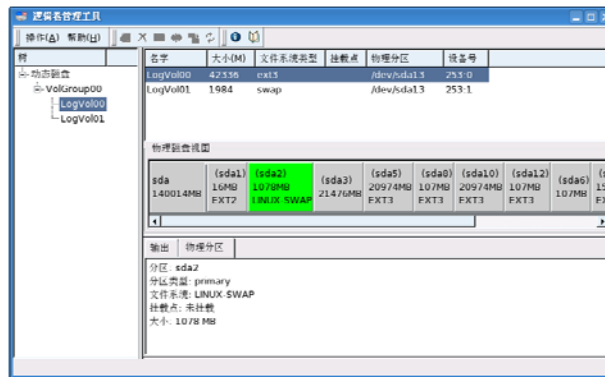 逻辑卷管理工具
操作(A) 帮助(H)
树
动态磁盘
VolGroup00
LogVol00
LogVol01
名字 大小(M) 文件系统类型 挂载点 物理分区 设备号
LogVol00 42336 ext3 /dev/sda13 253:0
LogVol01 1984 swap /dev/sda13 253:1
物理磁盘视图
sda
140014MB
(sda1)
16MB
EXT2
(sda2)
1078MB
LINUX-SWAP
(sda3)
21476MB
(sda5)
20974MB
EXT3
(sda8)
107MB
EXT3
(sda10)
20974MB
EXT3
(sda12)
107MB
EXT3
(sda6)
107MB
输出 物理分区
分区: sda2
分区类型: primary
文件系统: LINUX-SWAP
挂载点: 未挂载
大小: 1078 MB